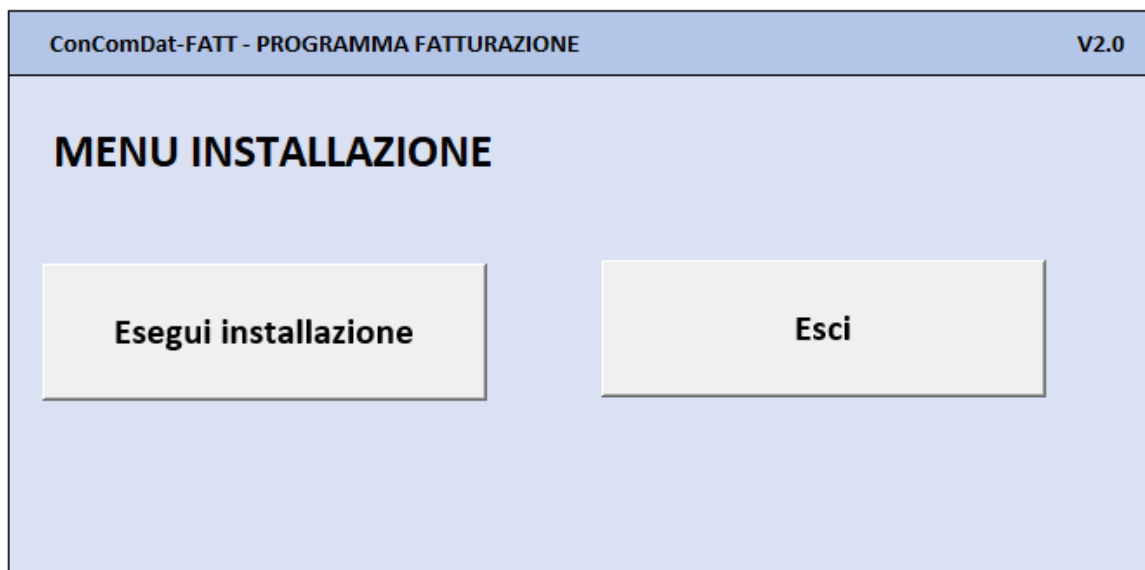 ConComDat-FATT - PROGRAMMA FATTURAZIONE V2.0
MENU INSTALLAZIONE
Esegui installazione
Esci